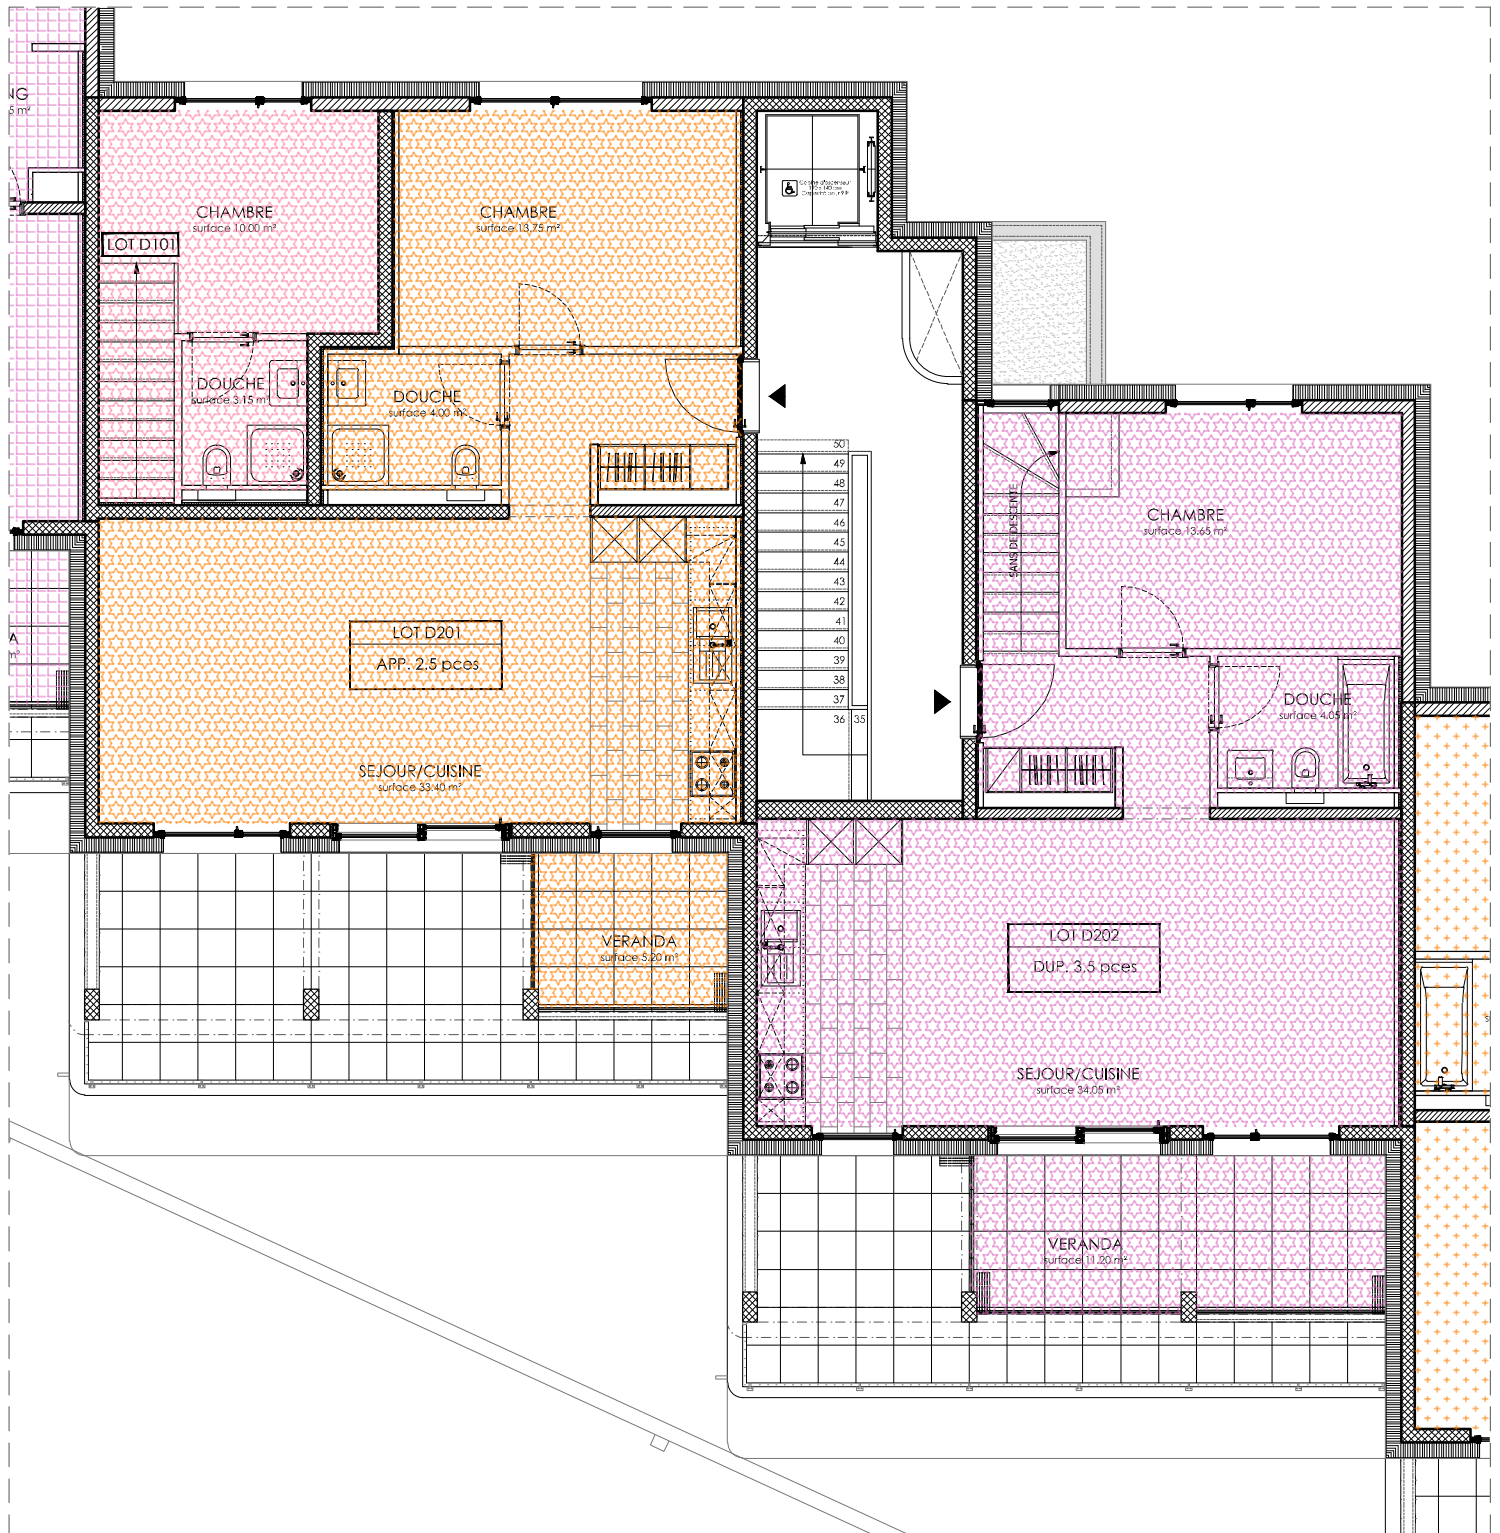 NG
5 m²
CHAMBRE
surface 10.00 m²
LOT D101
CHAMBRE
surface 13.75 m²
DOUCHE
surface 3.15 m²
DOUCHE
surface 4.00 m²
50
49
48
47
46
45
44
43
42
41
40
39
38
37
36 35
SANS DE DESCENTE
CHAMBRE
surface 13.65 m²
LOT D201
APP. 2.5 pces
A
m²
DOUCHE
surface 4.05 m²
SEJOUR/CUISINE
surface 33.40 m²
VERANDA
surface 5.20 m²
LOT D202
DUP. 3.5 pces
SEJOUR/CUISINE
surface 34.05 m²
VERANDA
surface 11.20 m²